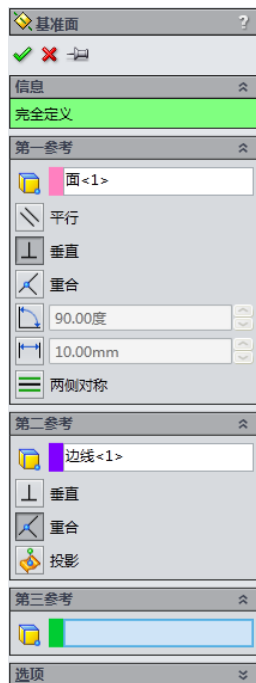 基准面 ?
信息
完全定义
第一参考
面<1>
平行
垂直
重合
90.00度
10.00mm
两侧对称
第二参考
边线<1>
垂直
重合
投影
第三参考
选项